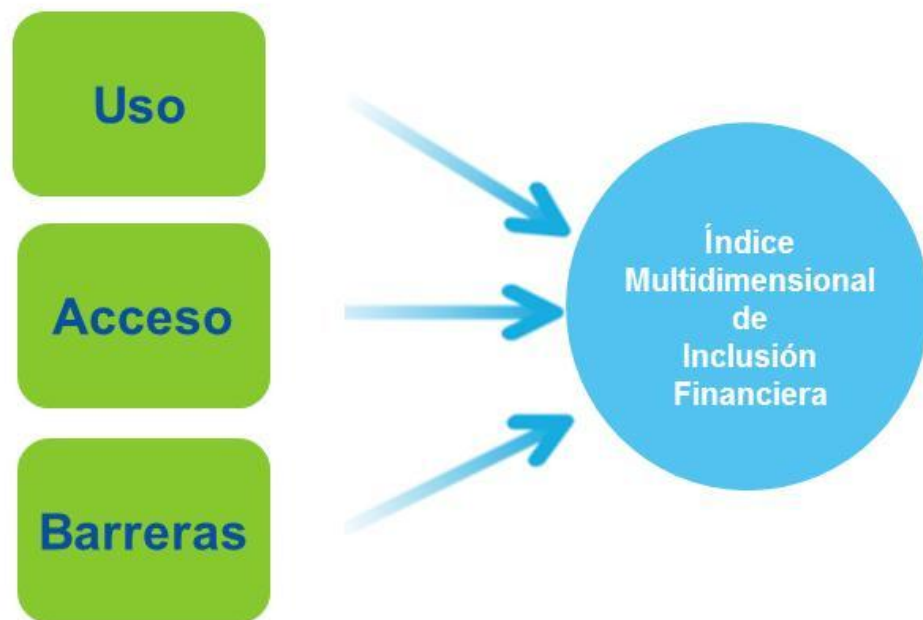 Uso
Acceso
Barreras
Índice
Multidimensional
de
Inclusión
Financiera